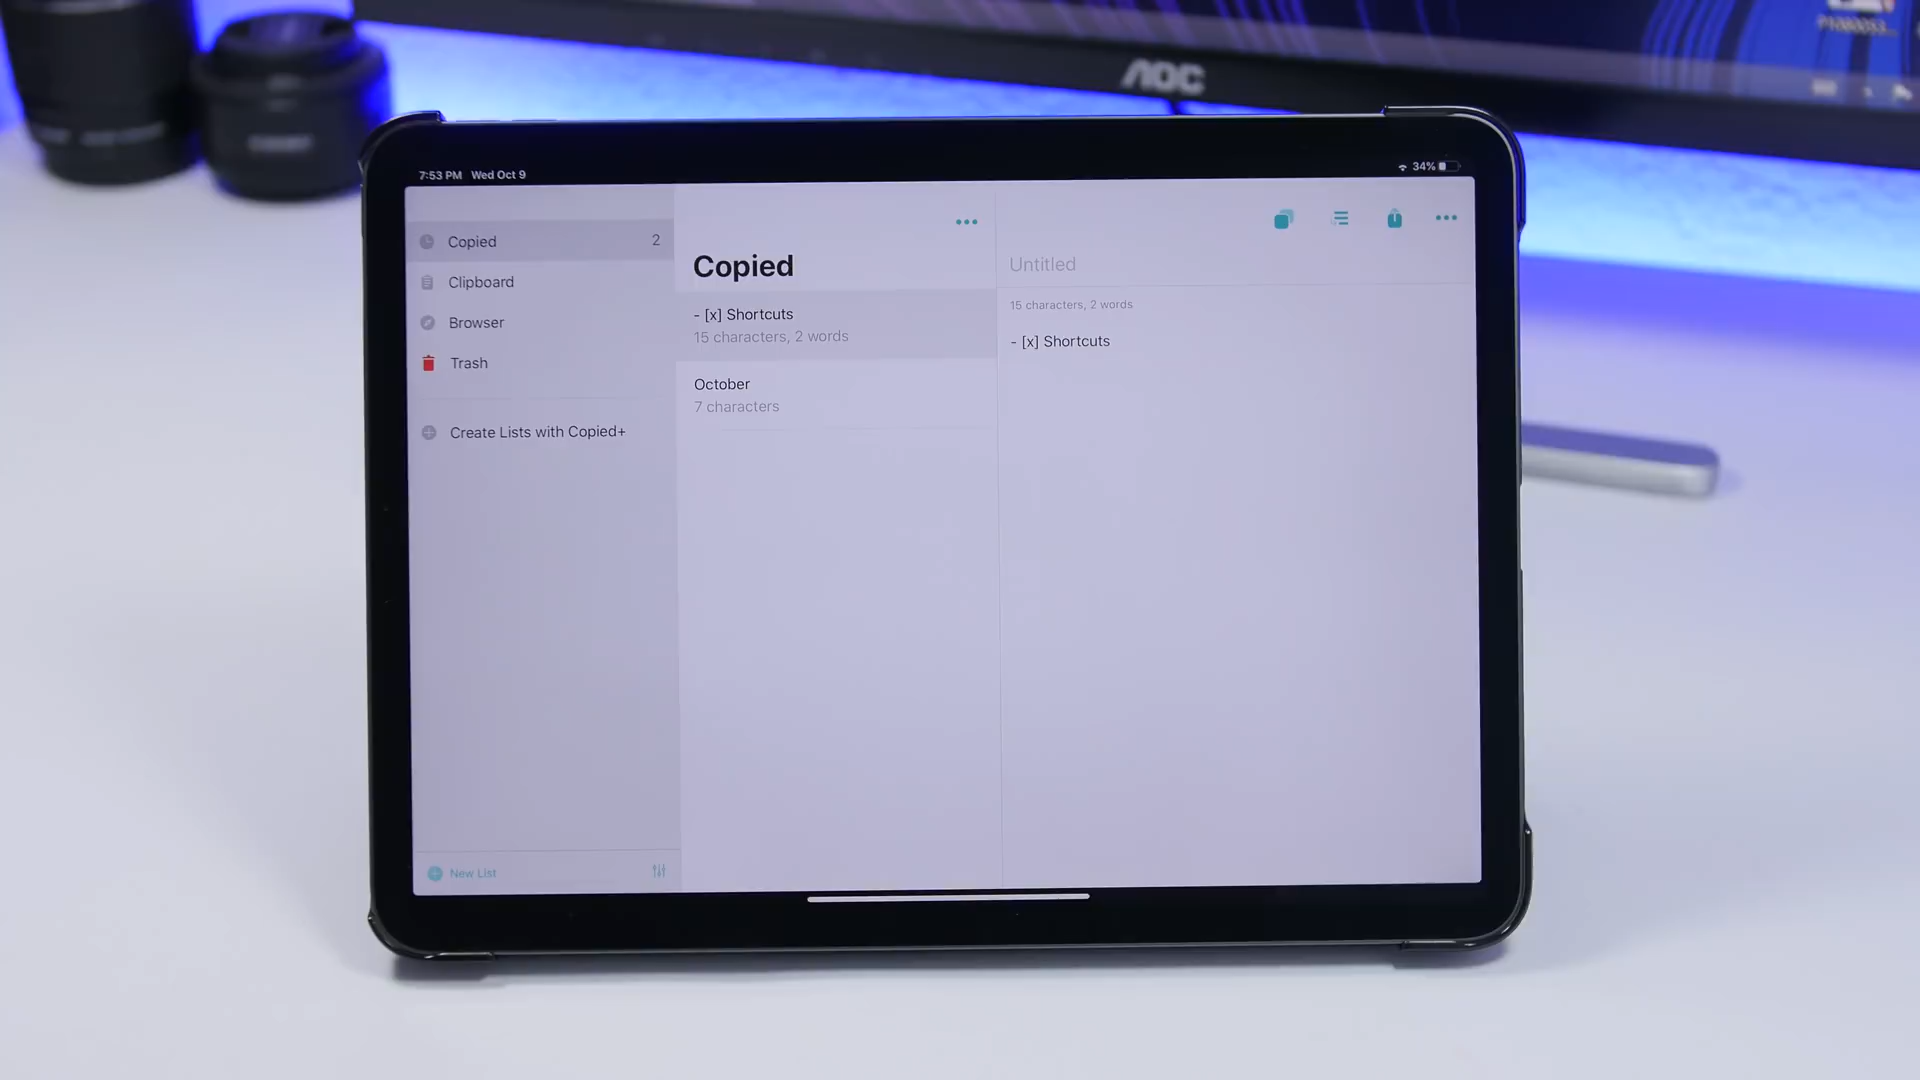 AOC
7:53 PM Wed Oct 9
34%
Copied 2
Clipboard
Browser
Trash
Create Lists with Copied+
New List
Copied
- [x] Shortcuts
15 characters, 2 words
October
7 characters
Untitled
15 characters, 2 words
- [x] Shortcuts